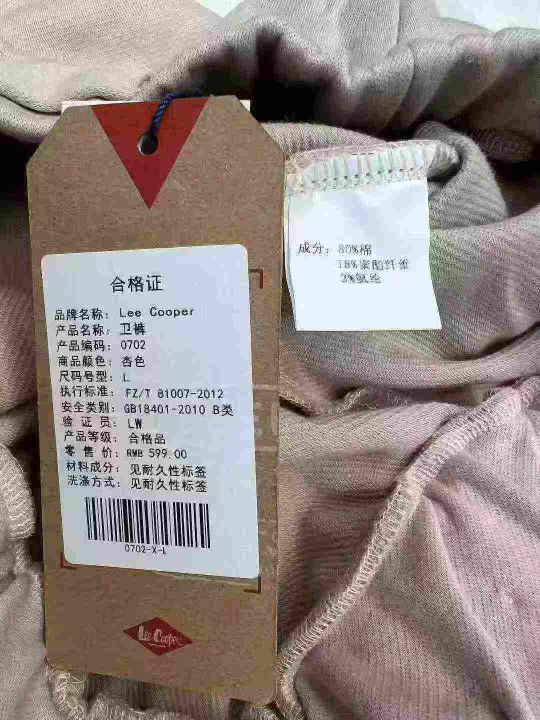 合格证
品牌名称: Lee Cooper
产品名称: 卫裤
产品编码: 0702
商品颜色: 杏色
尺码号型: L
执行标准: FZ/T 81007-2012
安全类别: GB18401-2010 B类
验 证 员: LW
产品等级: 合格品
零 售 价: RMB 599.00
材料成分: 见耐久性标签
洗涤方式: 见耐久性标签
0702-X-L
Lee Cooper
成分: 80%棉
18%聚酯纤维
2%氨纶